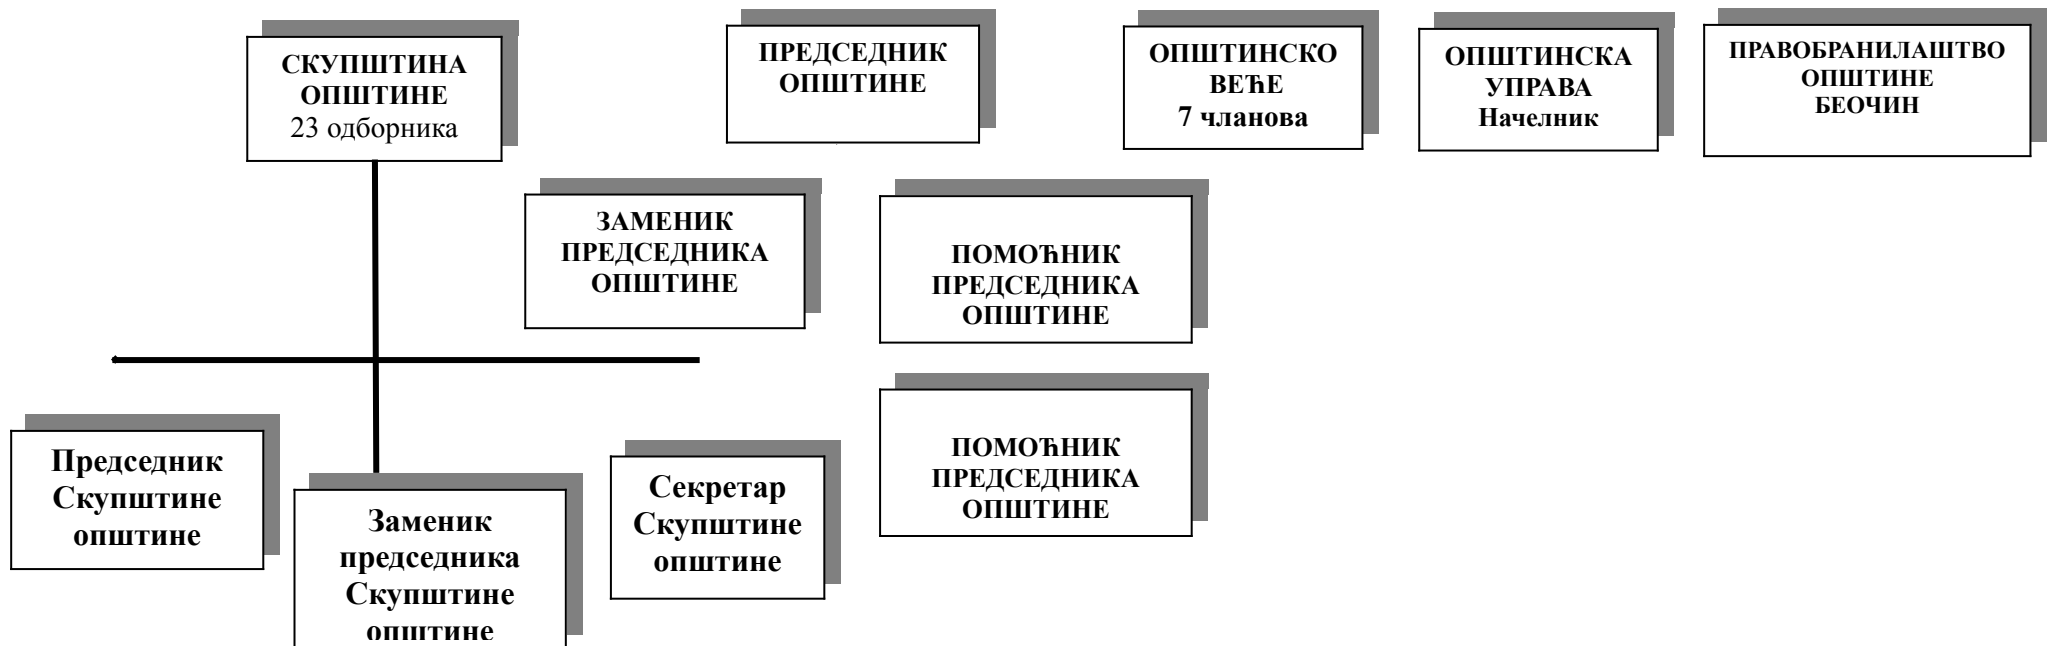 СКУПШТИНА
ОПШТИНЕ
23 одборника
ПРЕДСЕДНИК
ОПШТИНЕ
ОПШТИНСКО
ВЕЋЕ
7 чланова
ОПШТИНСКА
УПРАВА
Начелник
ПРАВОБРАНИЛАШТВО
ОПШТИНЕ
БЕОЧИН
ЗАМЕНИК
ПРЕДСЕДНИКА
ОПШТИНЕ
ПОМОЋНИК
ПРЕДСЕДНИКА
ОПШТИНЕ
ПОМОЋНИК
ПРЕДСЕДНИКА
ОПШТИНЕ
Председник
Скупштине
општине
Заменик
председника
Скупштине
општине
Секретар
Скупштине
општине